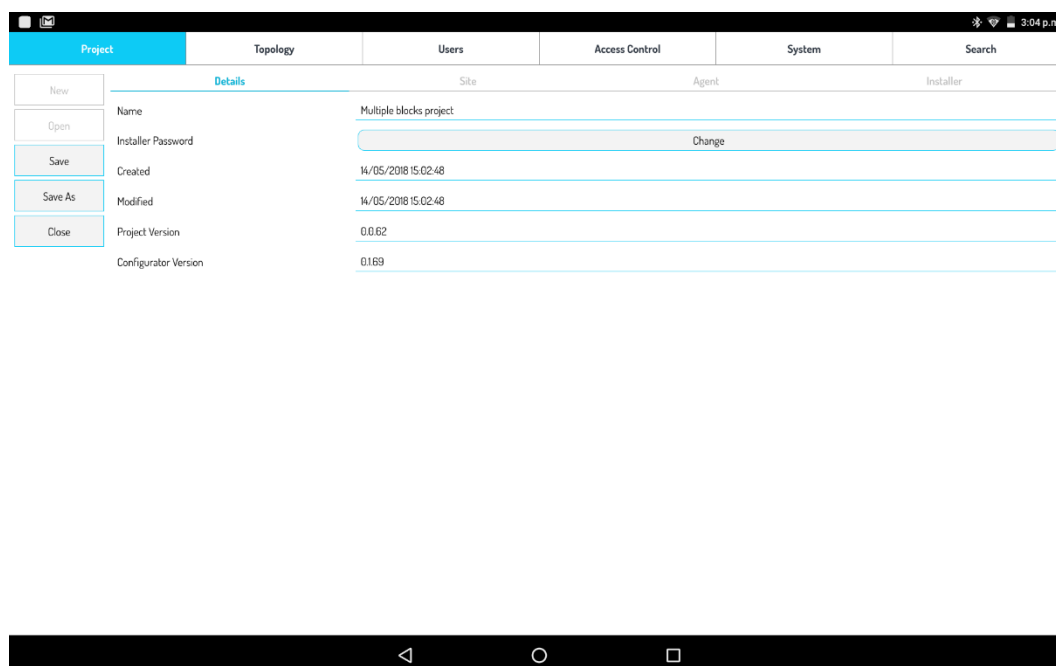 3:04 p.m
Project Topology Users Access Control System Search
Details Site Agent Installer
New
Open
Save
Save As
Close
Name Multiple blocks project
Installer Password Change
Created 14/05/2018 15:02:48
Modified 14/05/2018 15:02:48
Project Version 0.0.62
Configurator Version 0.1.69